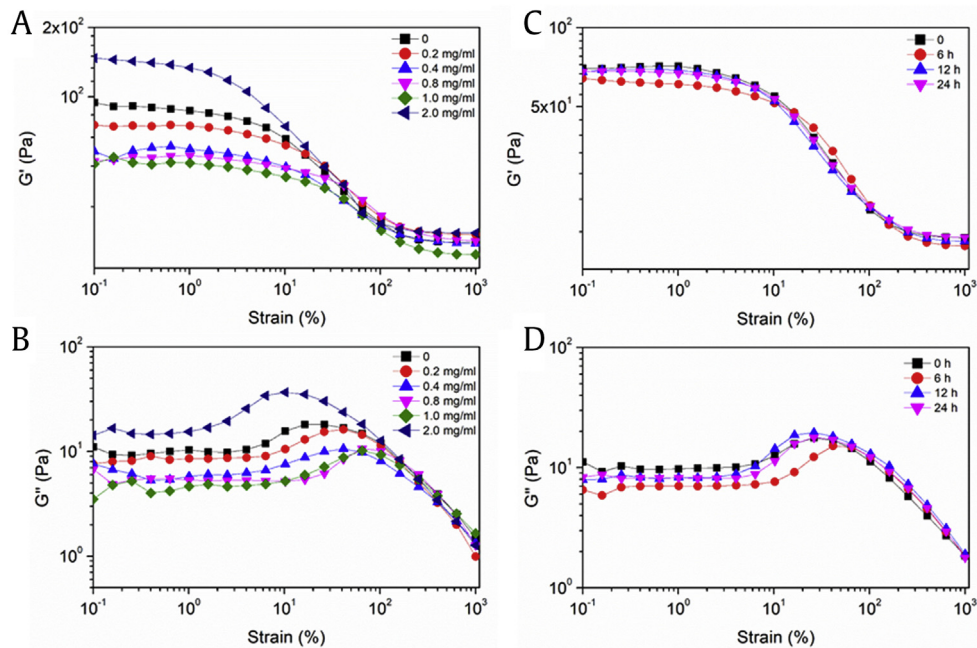 A
2x10²
10²
G' (Pa)
10⁻¹ 10⁰ 10¹ 10² 10³
Strain (%)
0
0.2 mg/ml
0.4 mg/ml
0.8 mg/ml
1.0 mg/ml
2.0 mg/ml
C
10²
5x10¹
G' (Pa)
10⁻¹ 10⁰ 10¹ 10² 10³
Strain (%)
0
6 h
12 h
24 h
B
10²
10¹
10⁰
G'' (Pa)
10⁻¹ 10⁰ 10¹ 10² 10³
Strain (%)
0
0.2 mg/ml
0.4 mg/ml
0.8 mg/ml
1.0 mg/ml
2.0 mg/ml
D
10²
10¹
10⁰
G'' (Pa)
10⁻¹ 10⁰ 10¹ 10² 10³
Strain (%)
0 h
6 h
12 h
24 h